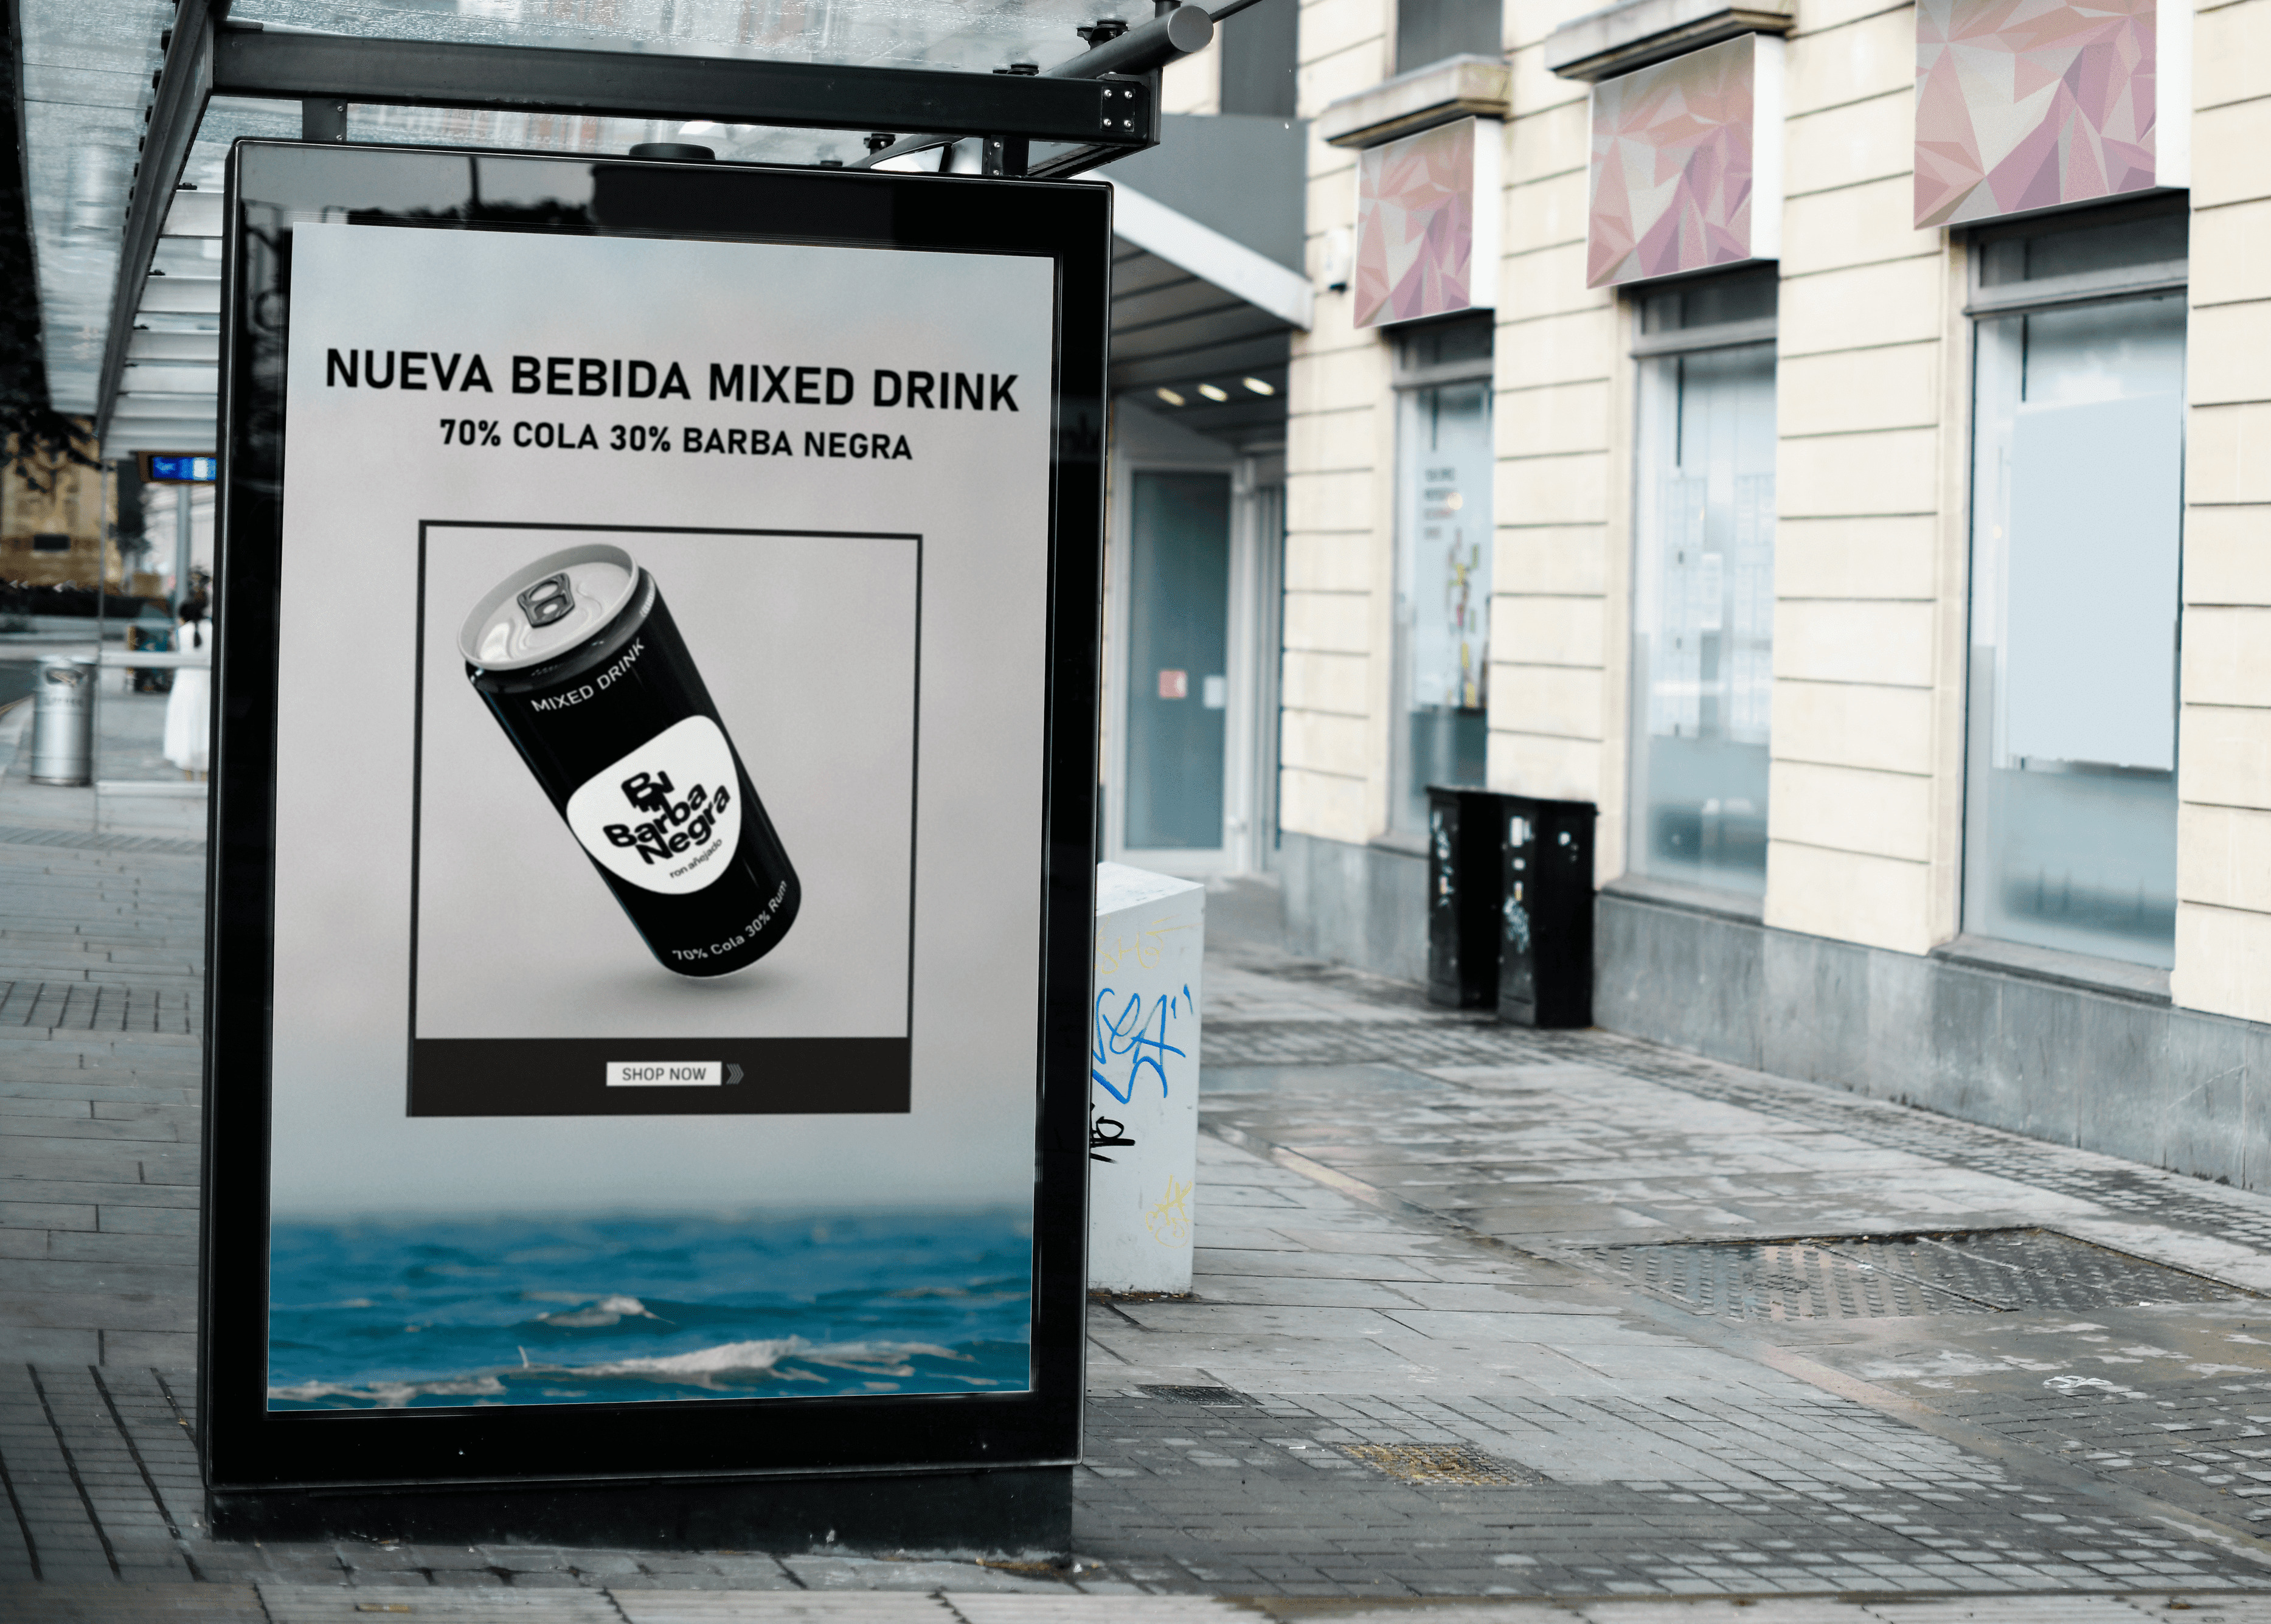 NUEVA BEBIDA MIXED DRINK
70% COLA 30% BARBA NEGRA
MIXED DRINK
BN
Barba
Negra
ron añejado
70% Cola 30% Rum
SHOP NOW